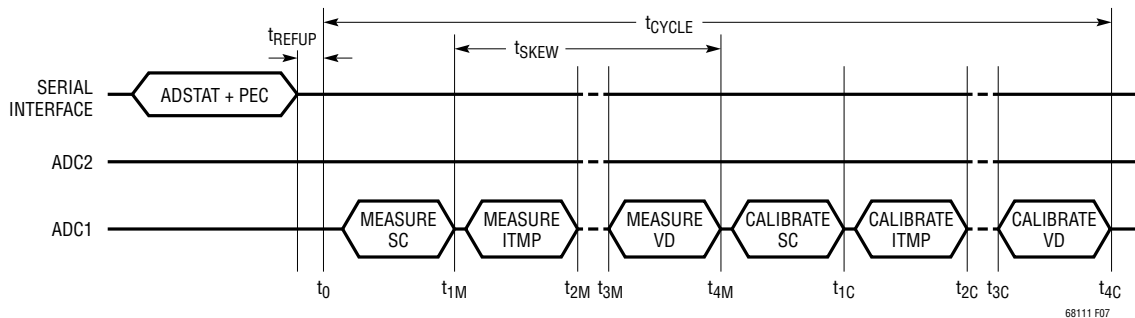 tCYCLE
tREFUP
tSKEW
SERIAL
INTERFACE
ADSTAT + PEC
ADC2
ADC1
MEASURE
SC
MEASURE
ITMP
MEASURE
VD
CALIBRATE
SC
CALIBRATE
ITMP
CALIBRATE
VD
t0 t1M t2M t3M t4M t1C t2C t3C t4C
68111 F07